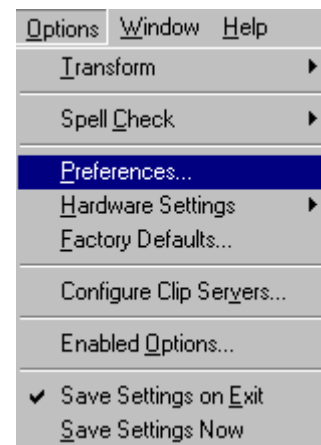 Options Window Help
Transform
Spell Check
Preferences...
Hardware Settings
Factory Defaults...
Configure Clip Servers...
Enabled Options...
Save Settings on Exit
Save Settings Now